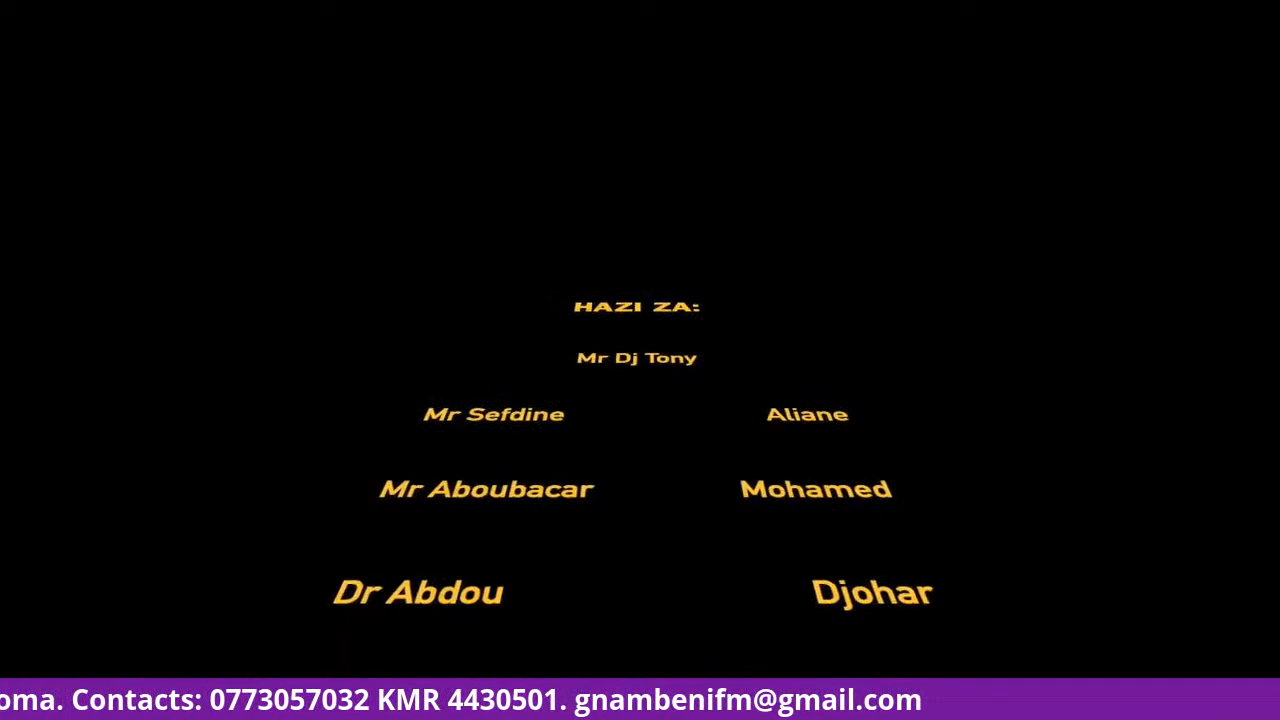 HAZI ZA:
Mr Dj Tony
Mr Sefdine Aliane
Mr Aboubacar Mohamed
Dr Abdou Djohar
oma. Contacts: 0773057032 KMR 4430501. gnambenifm@gmail.com